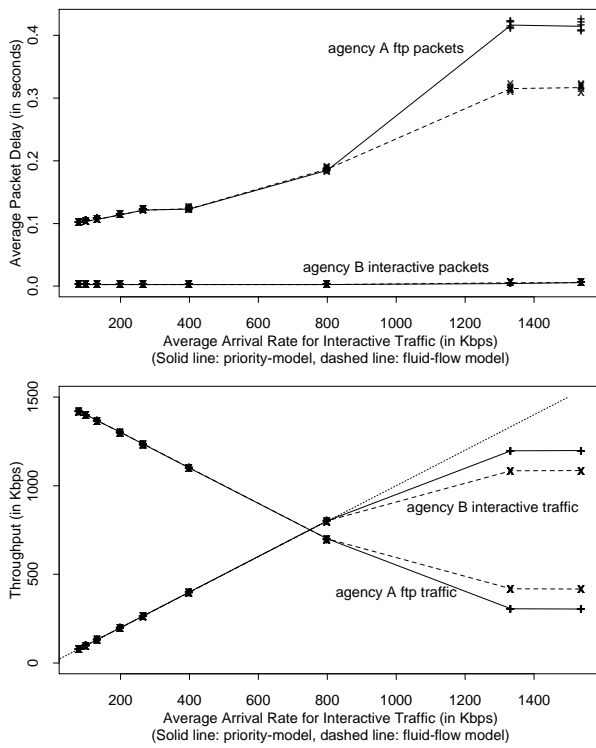 Average Packet Delay (in seconds)
0.4
0.3
0.2
0.1
0.0
agency A ftp packets
agency B interactive packets
200 400 600 800 1000 1200 1400
Average Arrival Rate for Interactive Traffic (in Kbps)
(Solid line: priority-model, dashed line: fluid-flow model)
Throughput (in Kbps)
1500
1000
500
0
agency B interactive traffic
agency A ftp traffic
200 400 600 800 1000 1200 1400
Average Arrival Rate for Interactive Traffic (in Kbps)
(Solid line: priority-model, dashed line: fluid-flow model)